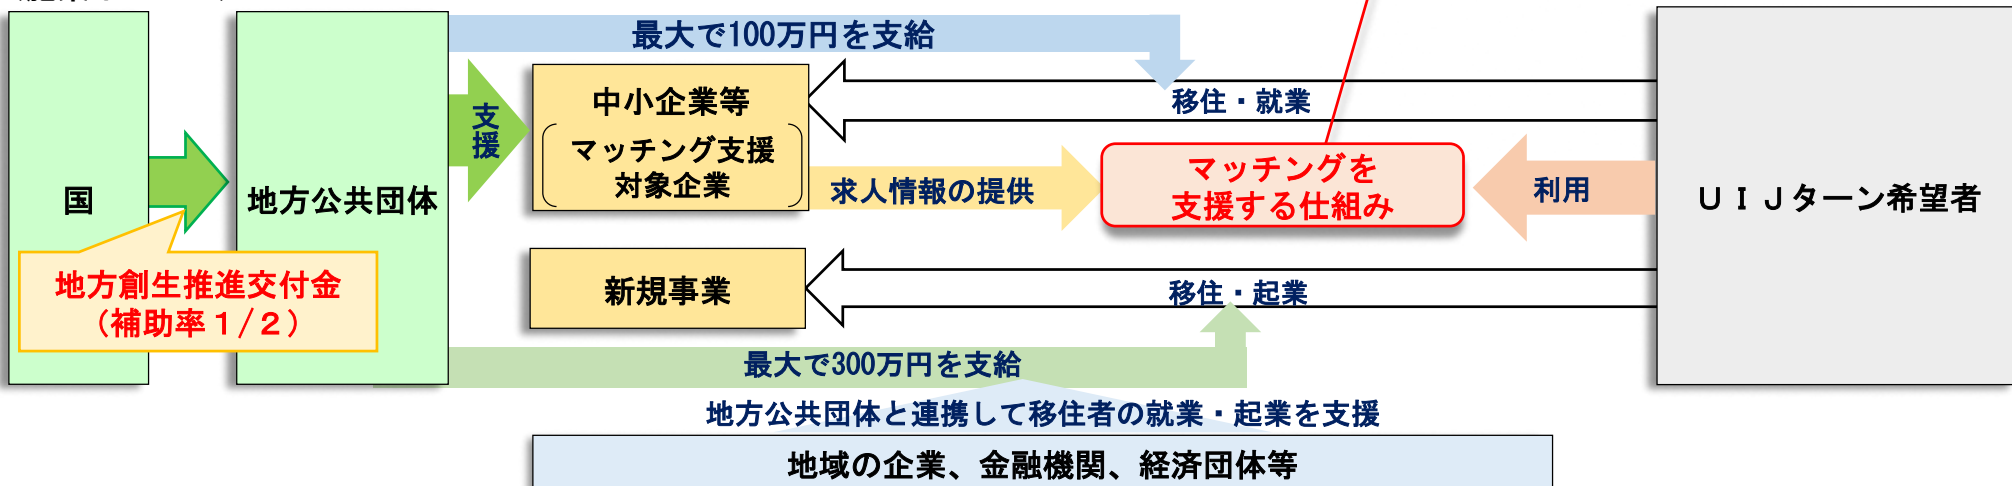 最大で100万円を支給
中小企業等
マッチング支援
対象企業
支援
移住・就業
国
地方公共団体
求人情報の提供
マッチングを
支援する仕組み
利用
UIJターン希望者
地方創生推進交付金
（補助率１/２）
新規事業
移住・起業
最大で300万円を支給
地方公共団体と連携して移住者の就業・起業を支援
地域の企業、金融機関、経済団体等